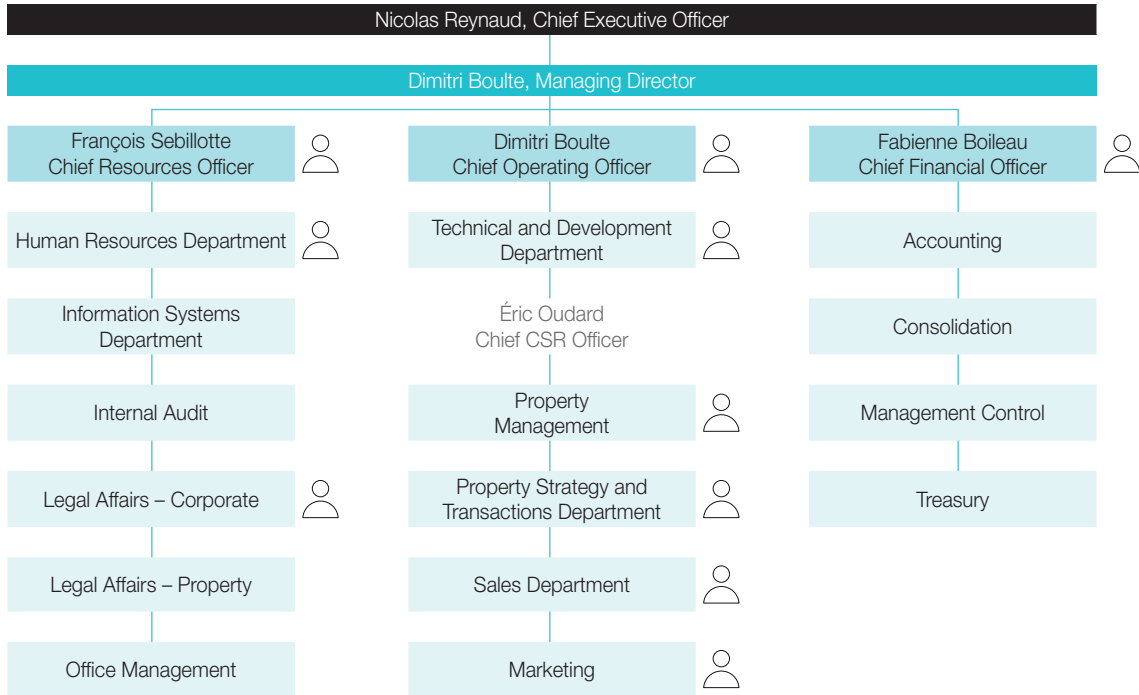 Nicolas Reynaud, Chief Executive Officer
Dimitri Boulte, Managing Director
François Sebillotte
Chief Resources Officer
Human Resources Department
Information Systems
Department
Internal Audit
Legal Affairs – Corporate
Legal Affairs – Property
Office Management
Dimitri Boulte
Chief Operating Officer
Technical and Development
Department
Éric Oudard
Chief CSR Officer
Property
Management
Property Strategy and
Transactions Department
Sales Department
Marketing
Fabienne Boileau
Chief Financial Officer
Accounting
Consolidation
Management Control
Treasury